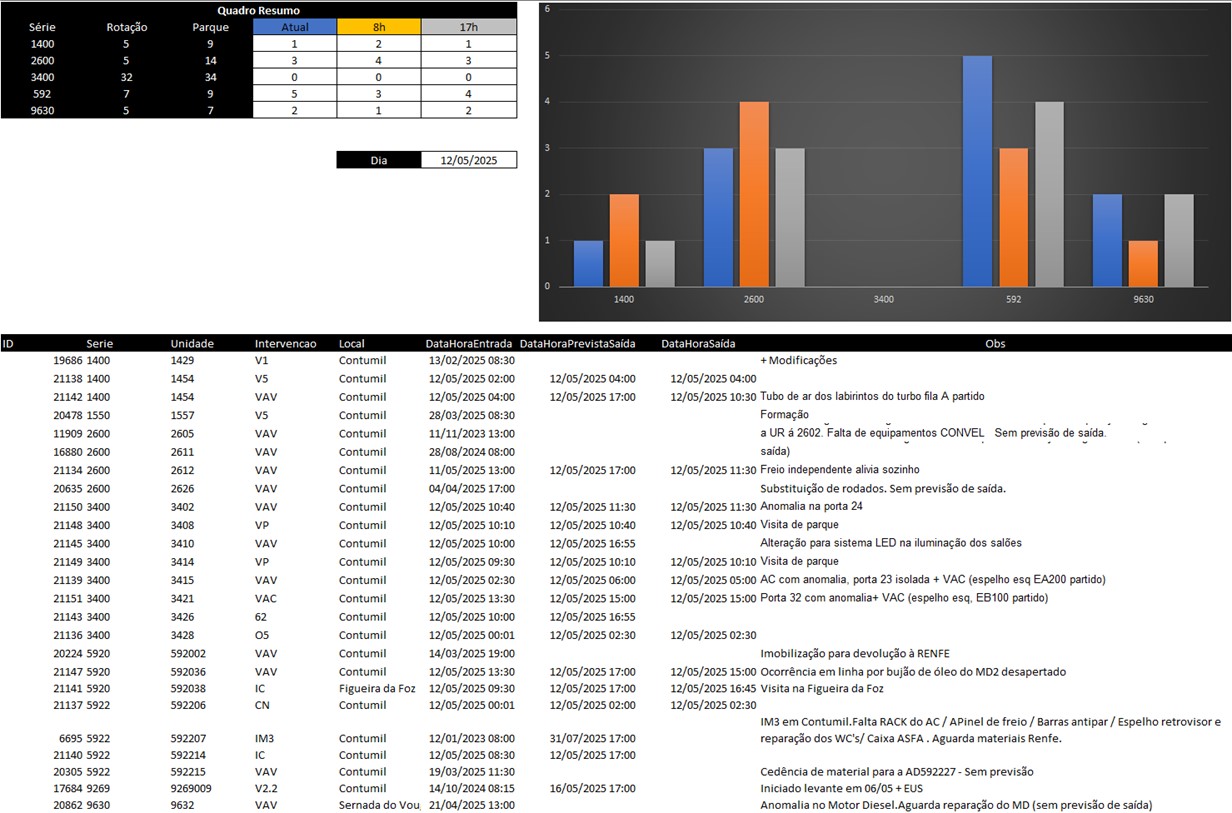 Quadro Resumo
Série Rotação Parque Atual 8h 17h
1400 5 9 1 2 1
2600 5 14 3 4 3
3400 32 34 0 0 0
592 7 9 5 3 4
9630 5 7 2 1 2
Dia 12/05/2025
6
5
4
3
2
1
0
1400 2600 3400 592 9630
ID Serie Unidade Intervencao Local DataHoraEntrada DataHoraPrevistaSaída DataHoraSaída Obs
19686 1400 1429 V1 Contumil 13/02/2025 08:30 + Modificações
21138 1400 1454 V5 Contumil 12/05/2025 02:00 12/05/2025 04:00 12/05/2025 04:00
21142 1400 1454 VAV Contumil 12/05/2025 04:00 12/05/2025 17:00 12/05/2025 10:30 Tubo de ar dos labirintos do turbo fila A partido
20478 1550 1557 V5 Contumil 28/03/2025 08:30 Formação
11909 2600 2605 VAV Contumil 11/11/2023 13:00 a UR á 2602. Falta de equipamentos CONVEL Sem previsão de saída.
16880 2600 2611 VAV Contumil 28/08/2024 08:00 saída)
21134 2600 2612 VAV Contumil 11/05/2025 13:00 12/05/2025 17:00 12/05/2025 11:30 Freio independente alivia sozinho
20635 2600 2626 VAV Contumil 04/04/2025 17:00 Substituição de rodados. Sem previsão de saída.
21150 3400 3402 VAV Contumil 12/05/2025 10:40 12/05/2025 11:30 12/05/2025 11:30 Anomalia na porta 24
21148 3400 3408 VP Contumil 12/05/2025 10:10 12/05/2025 10:40 12/05/2025 10:40 Visita de parque
21145 3400 3410 VAV Contumil 12/05/2025 10:00 12/05/2025 16:55 Alteração para sistema LED na iluminação dos salões
21149 3400 3414 VP Contumil 12/05/2025 09:30 12/05/2025 10:10 12/05/2025 10:10 Visita de parque
21139 3400 3415 VAV Contumil 12/05/2025 02:30 12/05/2025 06:00 12/05/2025 05:00 AC com anomalia, porta 23 isolada + VAC (espelho esq EA200 partido)
21151 3400 3421 VAC Contumil 12/05/2025 13:30 12/05/2025 15:00 12/05/2025 15:00 Porta 32 com anomalia+ VAC (espelho esq, EB100 partido)
21143 3400 3426 62 Contumil 12/05/2025 10:00 12/05/2025 16:55
21136 3400 3428 O5 Contumil 12/05/2025 00:01 12/05/2025 02:30 12/05/2025 02:30
20224 5920 592002 VAV Contumil 14/03/2025 19:00 Imobilização para devolução à RENFE
21147 5920 592036 VAV Contumil 12/05/2025 13:30 12/05/2025 17:00 12/05/2025 15:00 Ocorrência em linha por bujão de óleo do MD2 desapertado
21141 5920 592038 IC Figueira da Foz 12/05/2025 09:30 12/05/2025 17:00 12/05/2025 16:45 Visita na Figueira da Foz
21137 5922 592206 CN Contumil 12/05/2025 00:01 12/05/2025 02:00 12/05/2025 02:30
IM3 em Contumil.Falta RACK do AC / APinel de freio / Barras antipar / Espelho retrovisor e
6695 5922 592207 IM3 Contumil 12/01/2023 08:00 31/07/2025 17:00 reparação dos WC's/ Caixa ASFA . Aguarda materiais Renfe.
21140 5922 592214 IC Contumil 12/05/2025 08:30 12/05/2025 17:00
20305 5922 592215 VAV Contumil 19/03/2025 11:30 Cedência de material para a AD592227 - Sem previsão
17684 9269 9269009 V2.2 Contumil 14/10/2024 08:15 16/05/2025 17:00 Iniciado levante em 06/05 + EUS
20862 9630 9632 VAV Sernada do Vou 21/04/2025 13:00 Anomalia no Motor Diesel.Aguarda reparação do MD (sem previsão de saída)